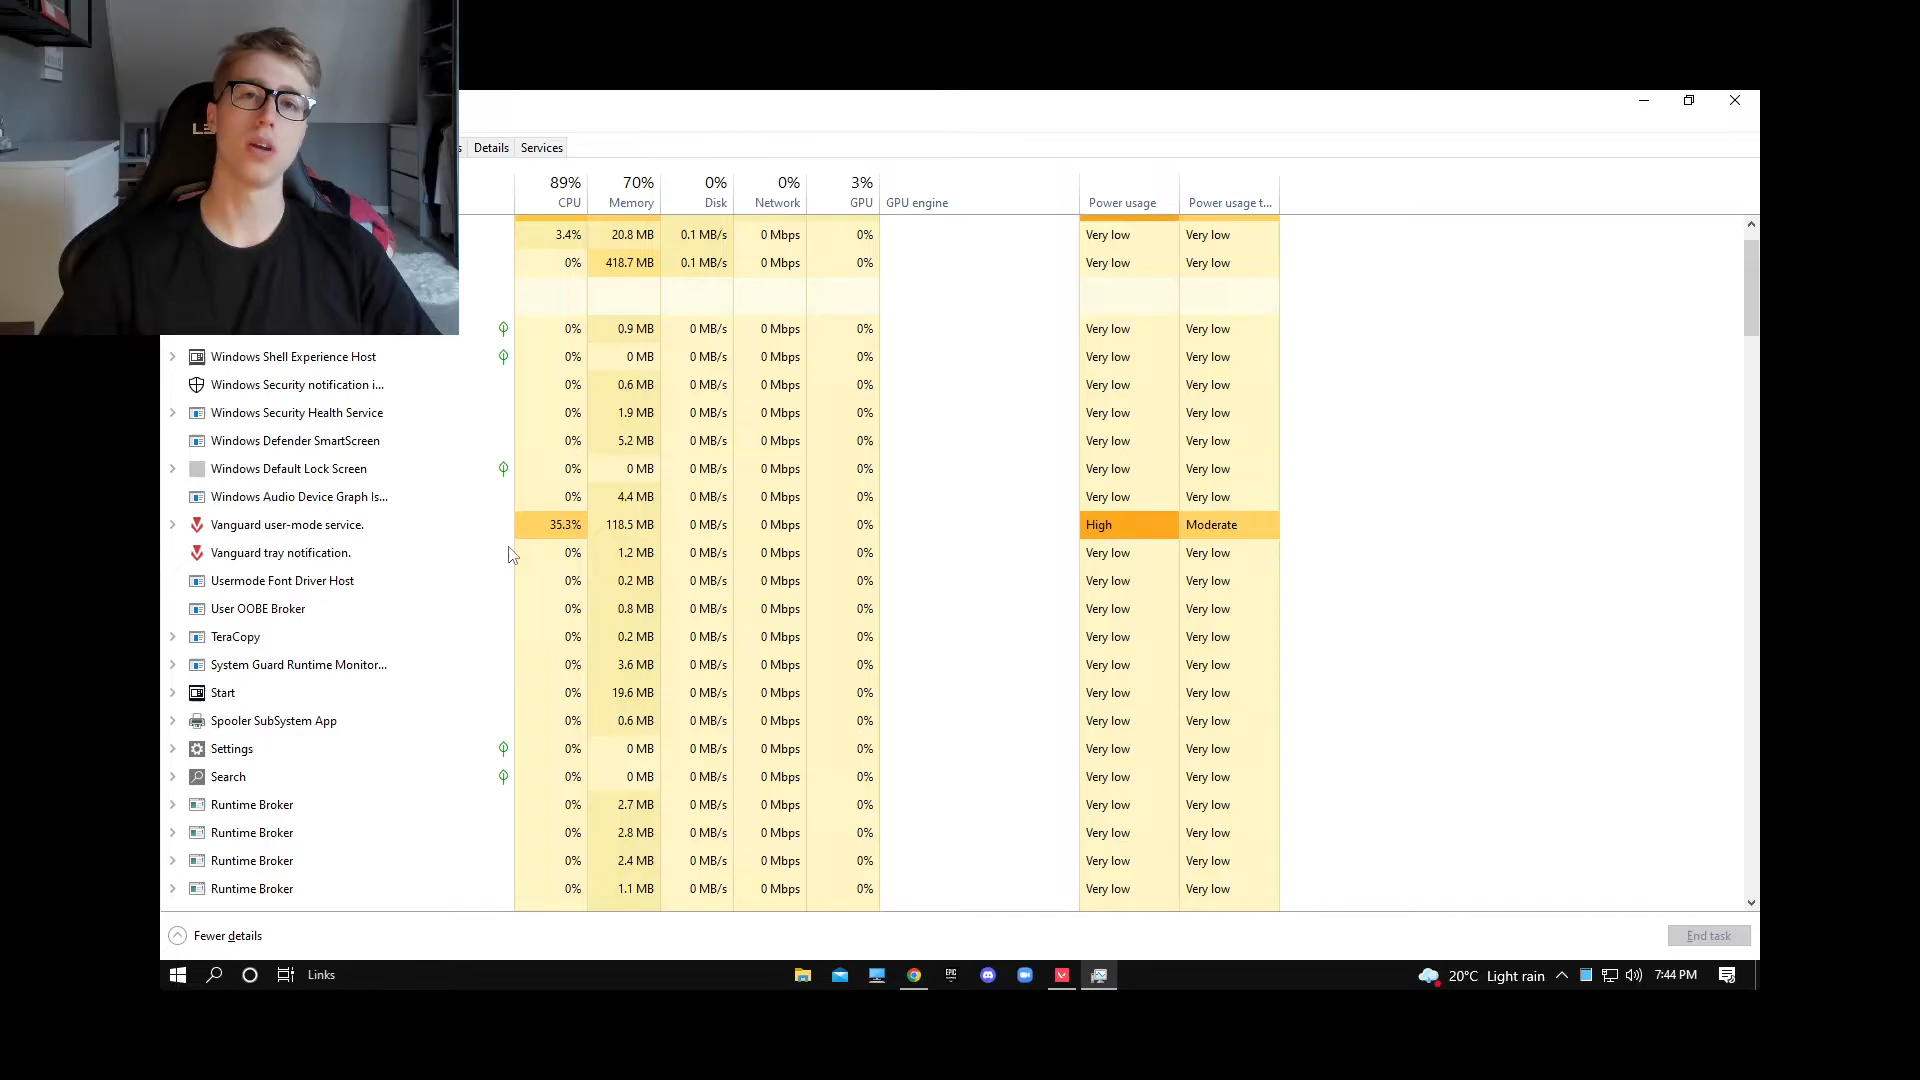 LE
Details Services
89% 70% 0% 0% 3%
CPU Memory Disk Network GPU GPU engine Power usage Power usage t...
3.4% 20.8 MB 0.1 MB/s 0 Mbps 0% Very low Very low
0% 418.7 MB 0.1 MB/s 0 Mbps 0% Very low Very low
0% 0.9 MB 0 MB/s 0 Mbps 0% Very low Very low
Windows Shell Experience Host 0% 0 MB 0 MB/s 0 Mbps 0% Very low Very low
Windows Security notification i... 0% 0.6 MB 0 MB/s 0 Mbps 0% Very low Very low
Windows Security Health Service 0% 1.9 MB 0 MB/s 0 Mbps 0% Very low Very low
Windows Defender SmartScreen 0% 5.2 MB 0 MB/s 0 Mbps 0% Very low Very low
Windows Default Lock Screen 0% 0 MB 0 MB/s 0 Mbps 0% Very low Very low
Windows Audio Device Graph Is... 0% 4.4 MB 0 MB/s 0 Mbps 0% Very low Very low
Vanguard user-mode service. 35.3% 118.5 MB 0 MB/s 0 Mbps 0% High Moderate
Vanguard tray notification. 0% 1.2 MB 0 MB/s 0 Mbps 0% Very low Very low
Usermode Font Driver Host 0% 0.2 MB 0 MB/s 0 Mbps 0% Very low Very low
User OOBE Broker 0% 0.8 MB 0 MB/s 0 Mbps 0% Very low Very low
TeraCopy 0% 0.2 MB 0 MB/s 0 Mbps 0% Very low Very low
System Guard Runtime Monitor... 0% 3.6 MB 0 MB/s 0 Mbps 0% Very low Very low
Start 0% 19.6 MB 0 MB/s 0 Mbps 0% Very low Very low
Spooler SubSystem App 0% 0.6 MB 0 MB/s 0 Mbps 0% Very low Very low
Settings 0% 0 MB 0 MB/s 0 Mbps 0% Very low Very low
Search 0% 0 MB 0 MB/s 0 Mbps 0% Very low Very low
Runtime Broker 0% 2.7 MB 0 MB/s 0 Mbps 0% Very low Very low
Runtime Broker 0% 2.8 MB 0 MB/s 0 Mbps 0% Very low Very low
Runtime Broker 0% 2.4 MB 0 MB/s 0 Mbps 0% Very low Very low
Runtime Broker 0% 1.1 MB 0 MB/s 0 Mbps 0% Very low Very low
Fewer details End task
Links EPIC 20°C Light rain 7:44 PM